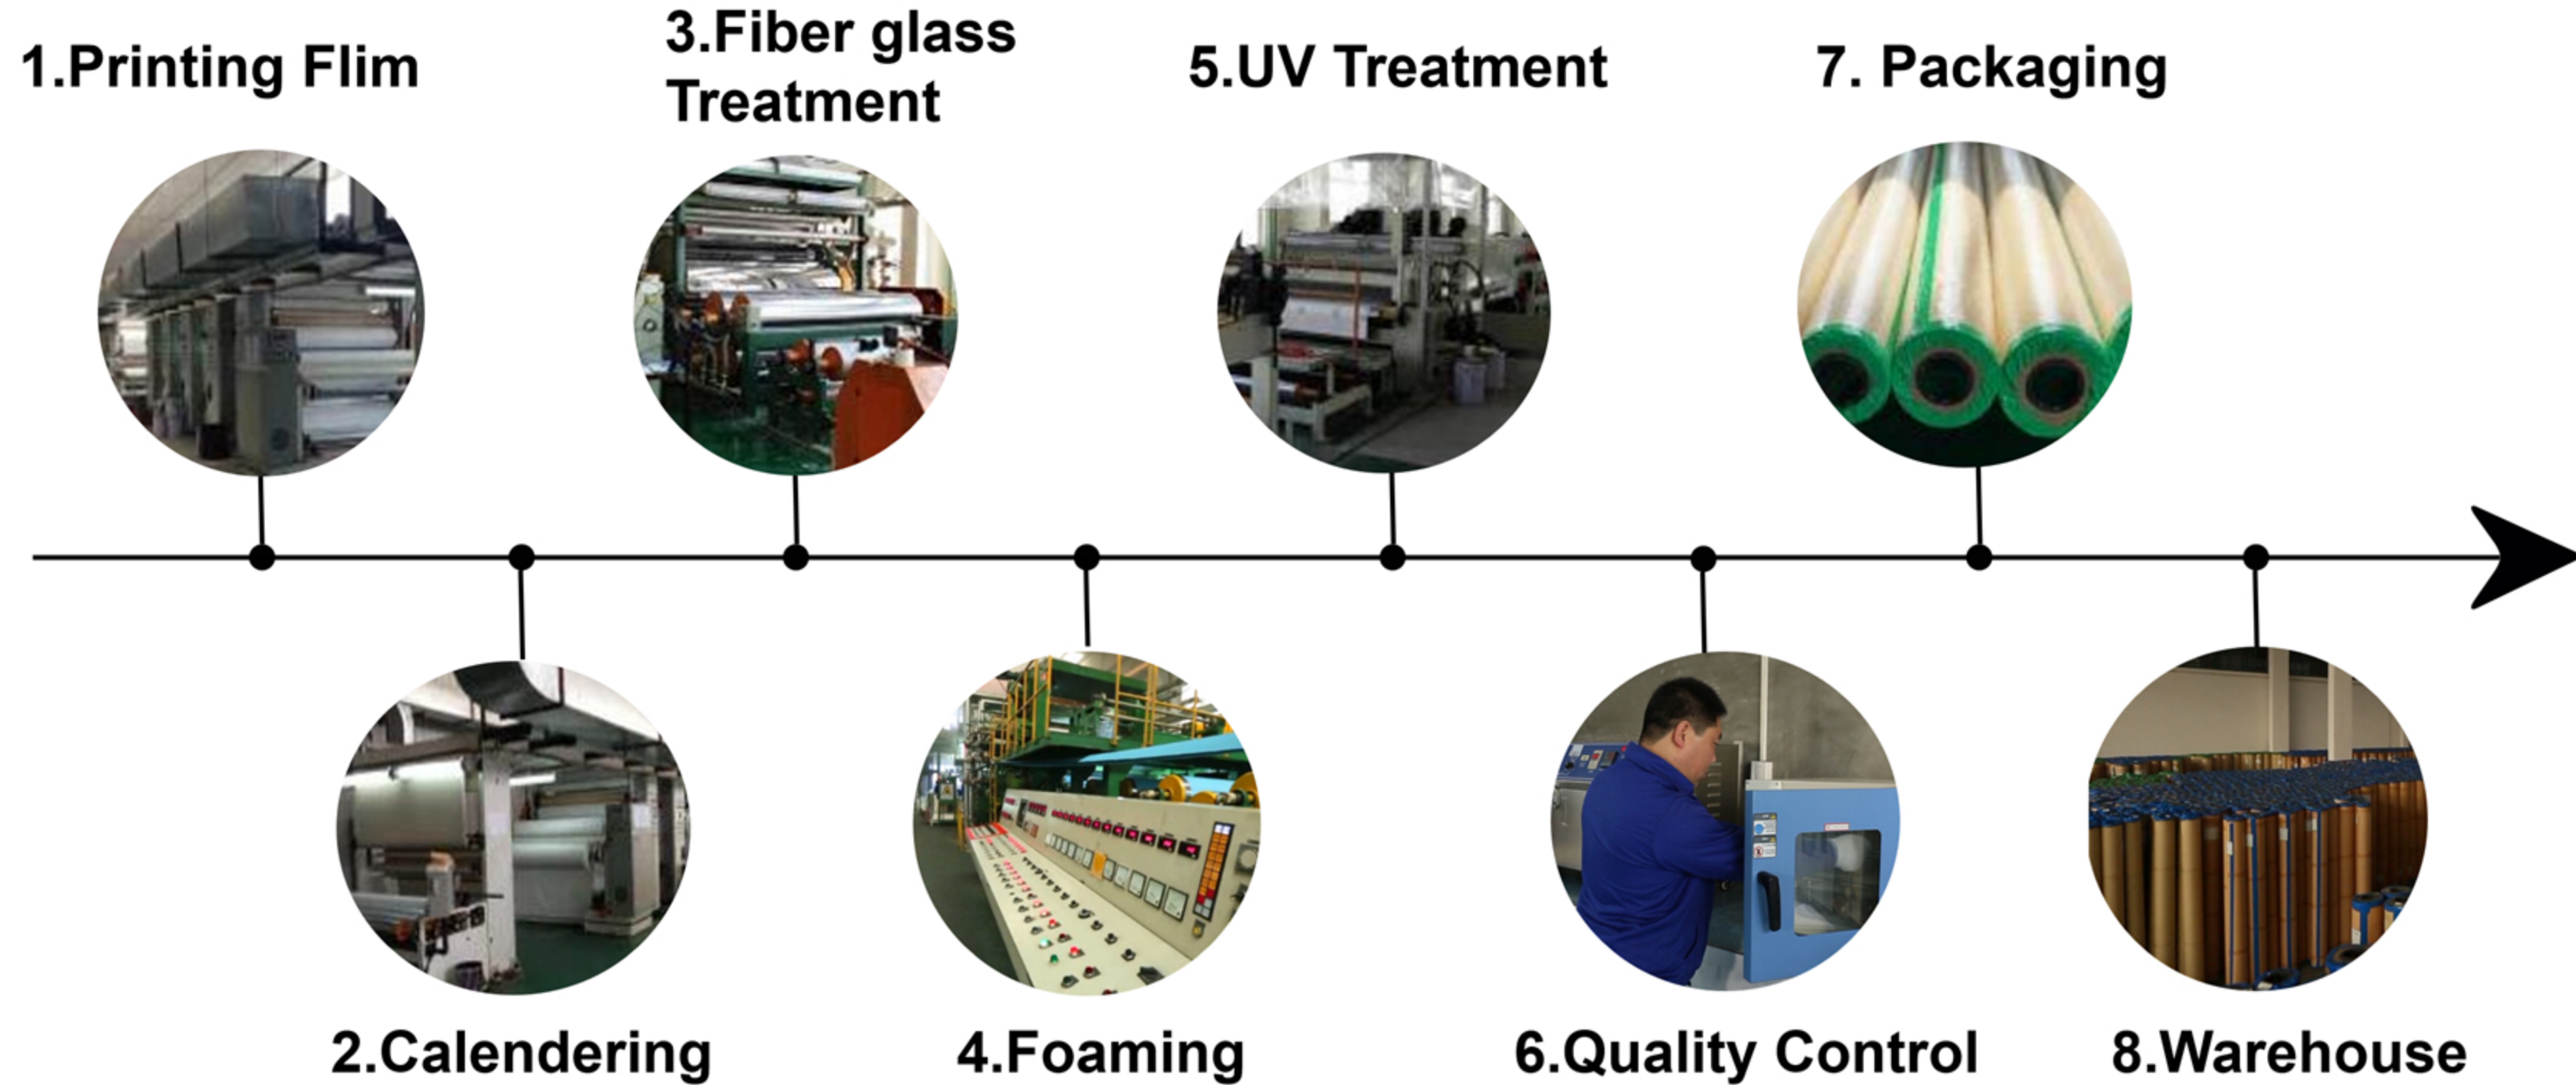 1.Printing Flim
2.Calendering
3.Fiber glass
Treatment
4.Foaming
5.UV Treatment
6.Quality Control
7. Packaging
8.Warehouse